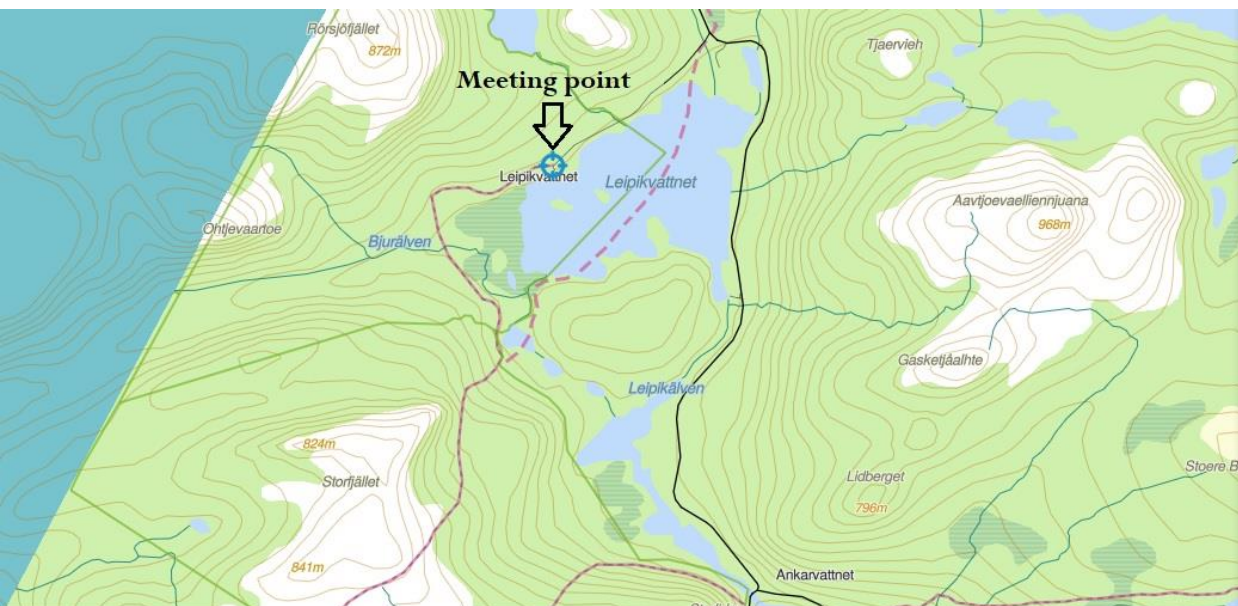 Rörsjöfjället
872m
Tjaervieh
Meeting point
Leipikvattnet
Leipikvattnet
Aavtjoevaelliennjuana
968m
Ohtjevaartoe
Bjurälven
Gasketjåalhte
Leipikälven
824m
Storfjället
Lidberget
796m
Stoere B
841m
Ankarvattnet